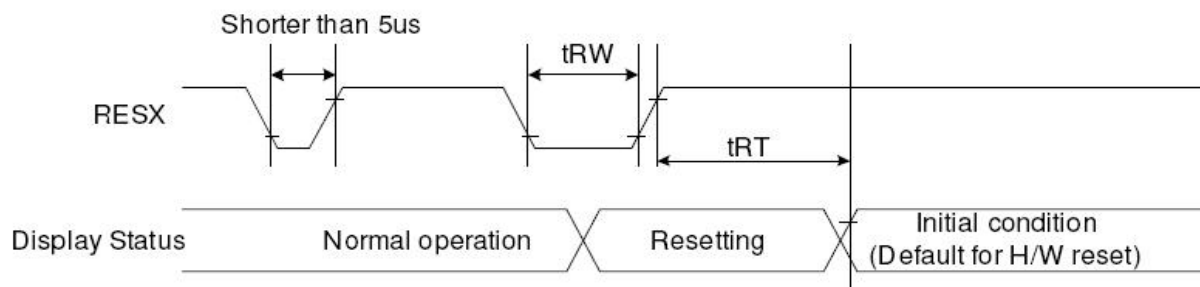 Shorter than 5us
tRW
RESX
tRT
Display Status
Normal operation
Resetting
Initial condition
(Default for H/W reset)